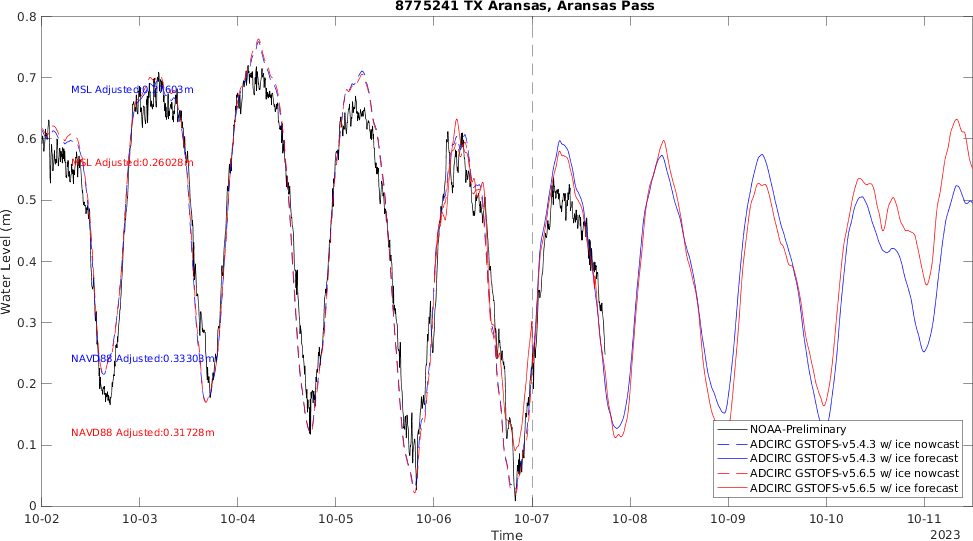 8775241 TX Aransas, Aransas Pass
0.8
0.7
0.6
0.5
0.4
0.3
0.2
0.1
0
Water Level (m)
MSL Adjusted:
MSL Adjusted:0.26028m
NAVD88 Adjusted:0.33303m
NAVD88 Adjusted:0.31728m
NOAA-Preliminary
ADCIRC GSTOFS-v5.4.3 w/ ice nowcast
ADCIRC GSTOFS-v5.4.3 w/ ice forecast
ADCIRC GSTOFS-v5.6.5 w/ ice nowcast
ADCIRC GSTOFS-v5.6.5 w/ ice forecast
10-02 10-03 10-04 10-05 10-06 10-07 10-08 10-09 10-10 10-11
Time
2023